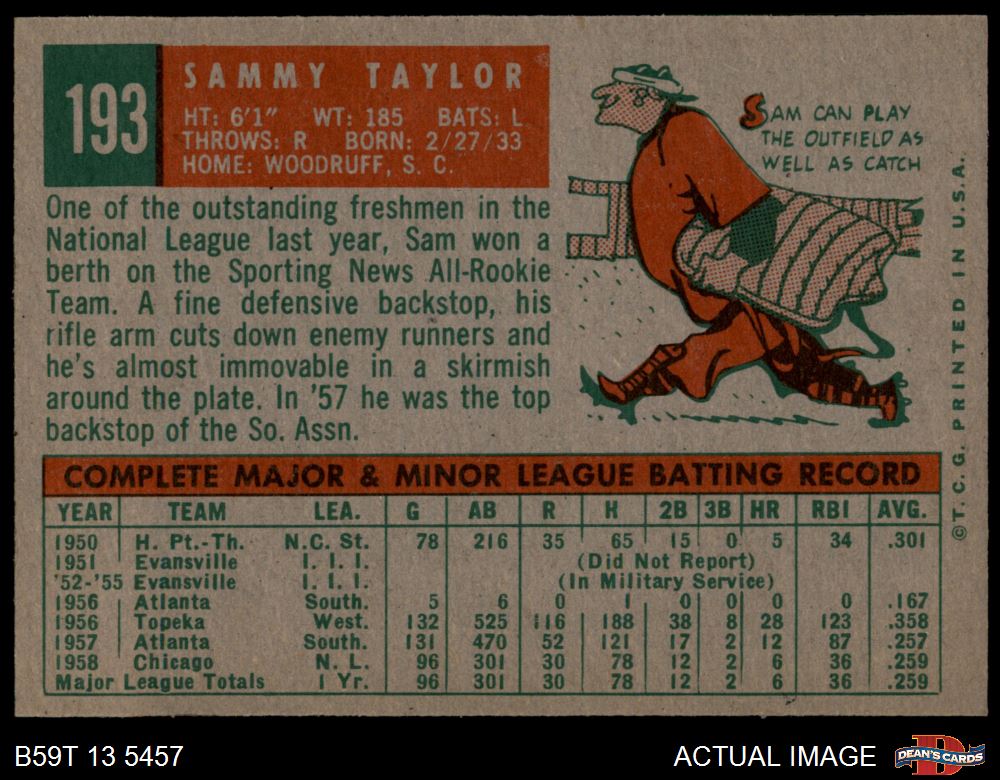 193
SAMMY TAYLOR
HT: 6'1" WT: 185 BATS: L
THROWS: R BORN: 2/27/33
HOME: WOODRUFF, S. C.
SAM CAN PLAY
THE OUTFIELD AS
WELL AS CATCH
One of the outstanding freshmen in the
National League last year, Sam won a
berth on the Sporting News All-Rookie
Team. A fine defensive backstop, his
rifle arm cuts down enemy runners and
he's almost immovable in a skirmish
around the plate. In '57 he was the top
backstop of the So. Assn.
COMPLETE MAJOR & MINOR LEAGUE BATTING RECORD
YEAR TEAM LEA. G AB R H 2B 3B HR RBI AVG.
1950 H. Pt.-Th. N.C. St. 78 216 35 65 15 0 5 34 .301
1951 Evansville I. I. I. (Did Not Report)
'52-'55 Evansville I. I. I. (In Military Service)
1956 Atlanta South. 5 6 0 1 0 0 0 0 .167
1956 Topeka West. 132 525 116 188 38 8 28 123 .358
1957 Atlanta South. 131 470 52 121 17 2 12 87 .257
1958 Chicago N. L. 96 301 30 78 12 2 6 36 .259
Major League Totals 1 Yr. 96 301 30 78 12 2 6 36 .259
©T. C. G. PRINTED IN U.S.A.
B59T 13 5457
ACTUAL IMAGE
D
DEAN'S CARDS